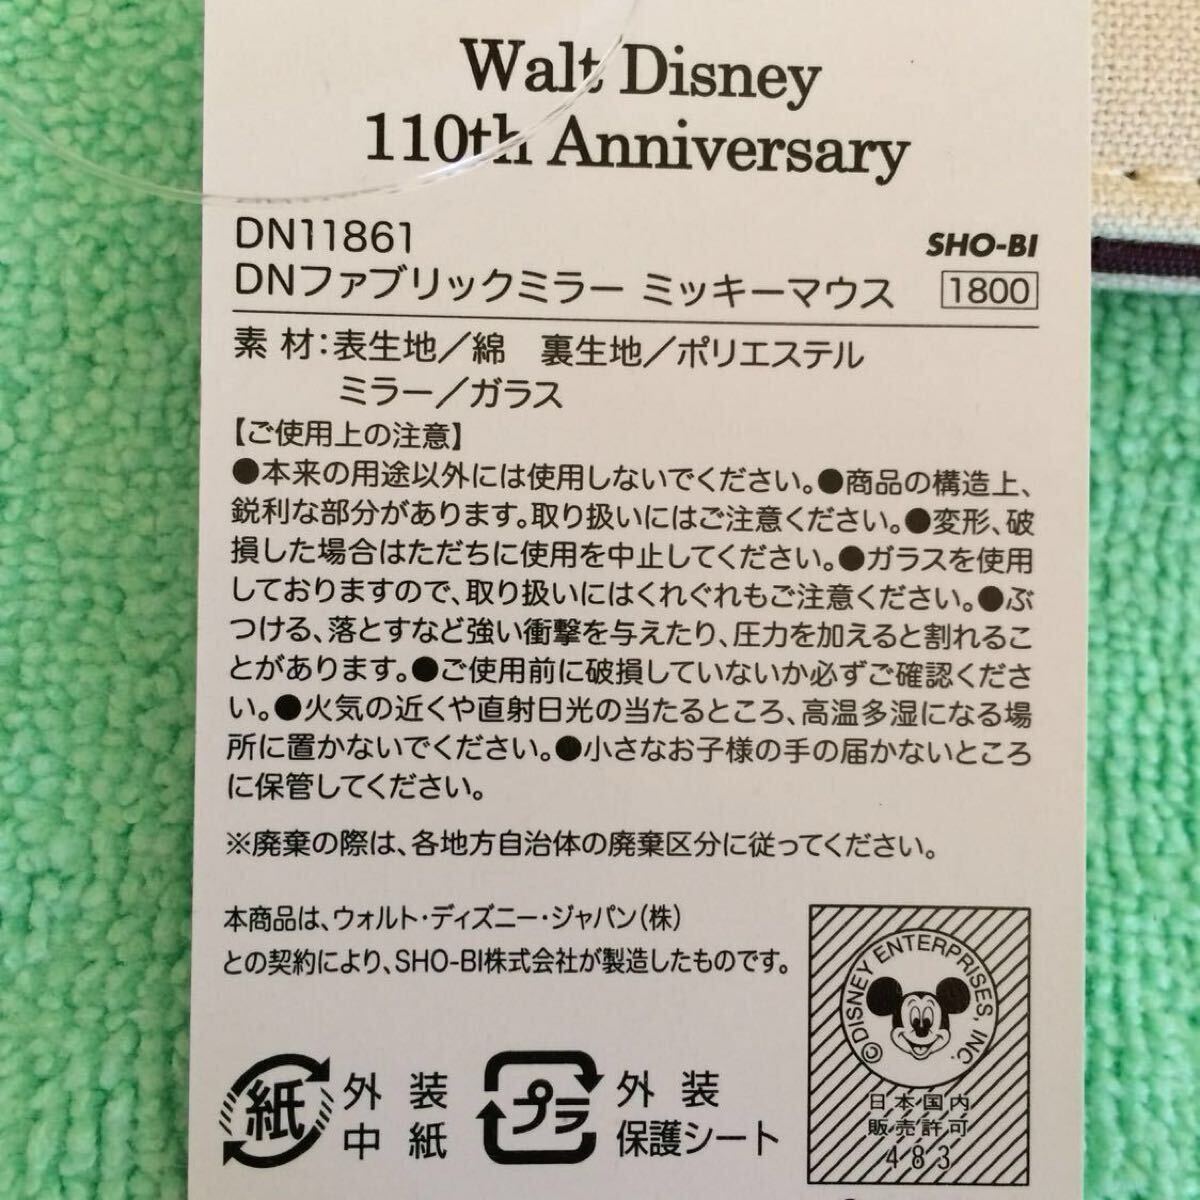 Walt Disney
110th Anniversary
DN11861
SHO-BI
DNファブリックミラー ミッキーマウス
1800
素 材:表生地／綿 裏生地／ポリエステル
ミラー／ガラス
【ご使用上の注意】
●本来の用途以外には使用しないでください。●商品の構造上、
鋭利な部分があります。取り扱いにはご注意ください。●変形、破
損した場合はただちに使用を中止してください。●ガラスを使用
しておりますので、取り扱いにはくれぐれもご注意ください。●ぶ
つける、落とすなど強い衝撃を与えたり、圧力を加えると割れるこ
とがあります。●ご使用前に破損していないか必ずご確認くださ
い。●火気の近くや直射日光の当たるところ、高温多湿になる場
所に置かないでください。●小さなお子様の手の届かないところ
に保管してください。
※廃棄の際は、各地方自治体の廃棄区分に従ってください。
本商品は、ウォルト・ディズニー・ジャパン(株)
との契約により、SHO-BI株式会社が製造したものです。
©DISNEY ENTERPRISES, INC.
日本国内
販売許可
483
紙 外 装
中 紙
プラ 外 装
保護シート